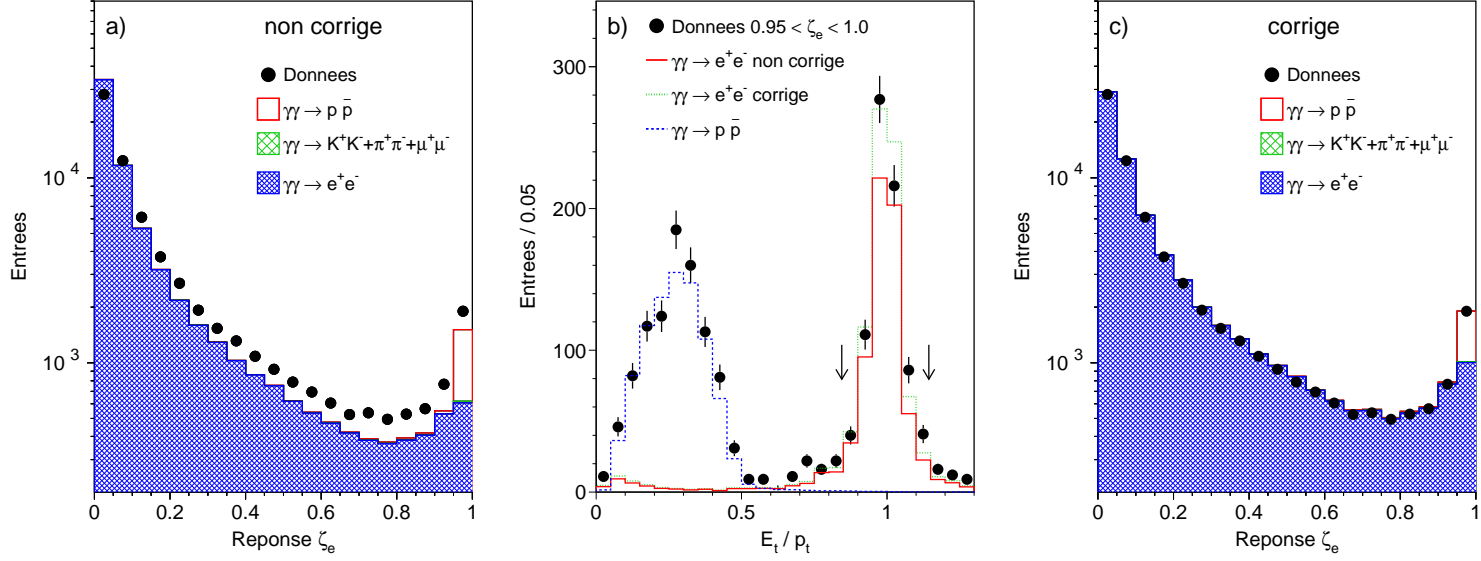 a)
non corrige
Donnees
γγ → p p̄
γγ → K⁺K⁻+π⁺π⁻+μ⁺μ⁻
γγ → e⁺e⁻
Entrees
10⁴
10³
0 0.2 0.4 0.6 0.8 1
Reponse ζₑ
b)
Donnees 0.95 < ζₑ < 1.0
γγ → e⁺e⁻ non corrige
γγ → e⁺e⁻ corrige
γγ → p p̄
Entrees / 0.05
300
200
100
0
0 0.5 1
Eₜ / pₜ
c)
corrige
Donnees
γγ → p p̄
γγ → K⁺K⁻+π⁺π⁻+μ⁺μ⁻
γγ → e⁺e⁻
Entrees
10⁴
10³
0 0.2 0.4 0.6 0.8 1
Reponse ζₑ